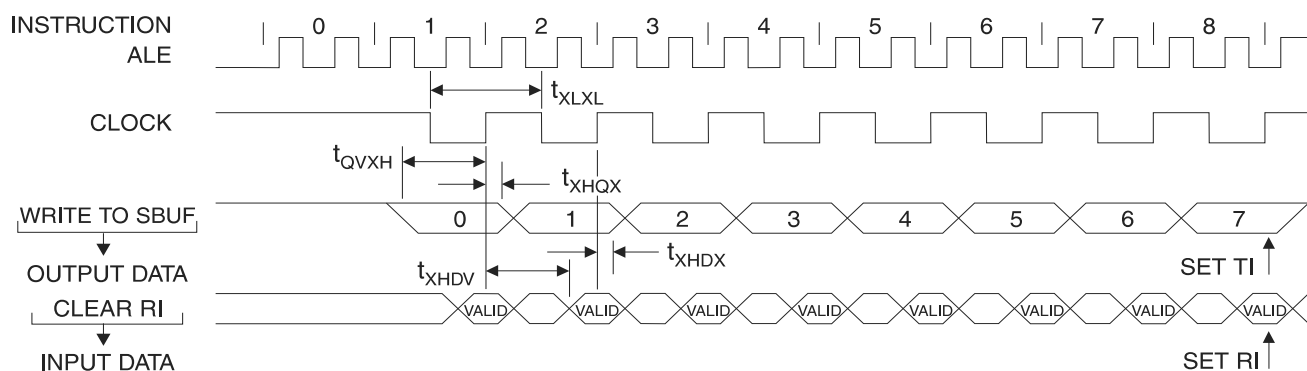 INSTRUCTION 0 1 2 3 4 5 6 7 8
ALE
tXLXL
CLOCK
tQVXH
tXHQX
WRITE TO SBUF 0 1 2 3 4 5 6 7
tXHDX
OUTPUT DATA SET TI
tXHDV
CLEAR RI VALID VALID VALID VALID VALID VALID VALID VALID
INPUT DATA SET RI